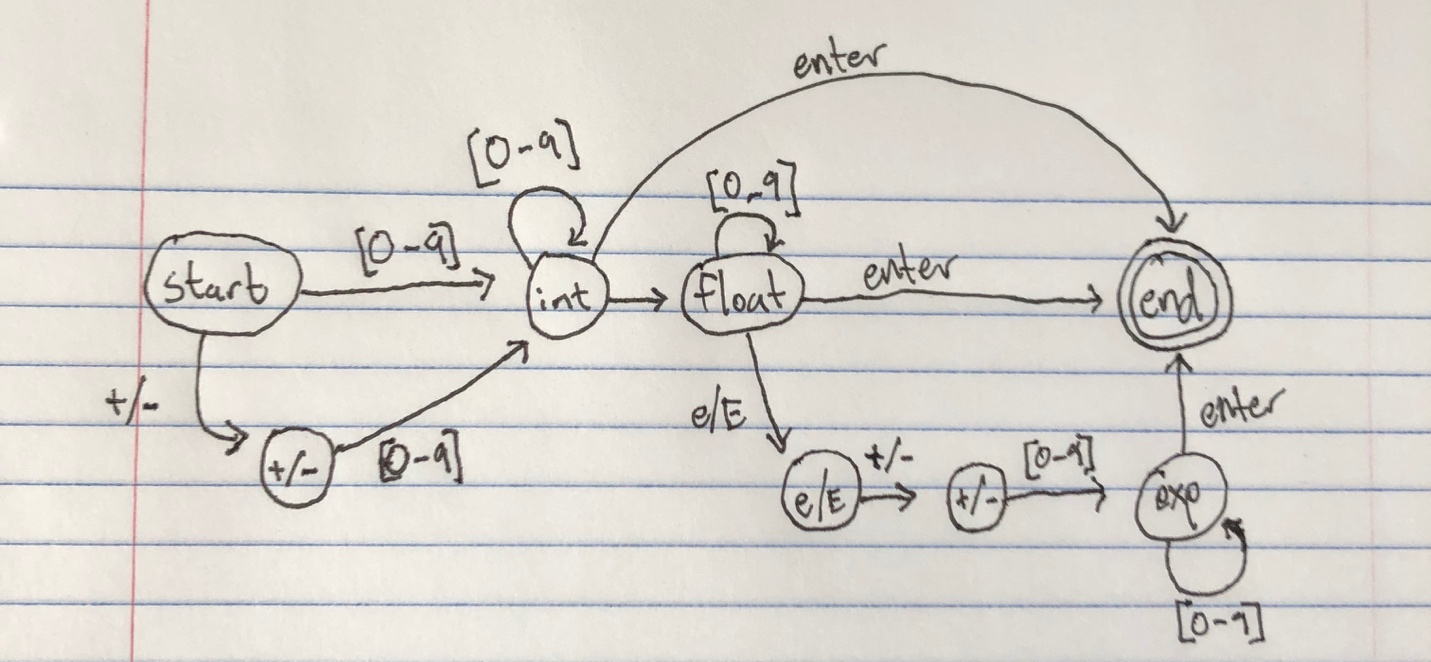 enter
[0-9]
[0-9]
[0-9]
start
int
float
enter
end
+/-
[0-9]
+/-
e/E
enter
+/-
[0-9]
e/E
+/-
exp
[0-9]